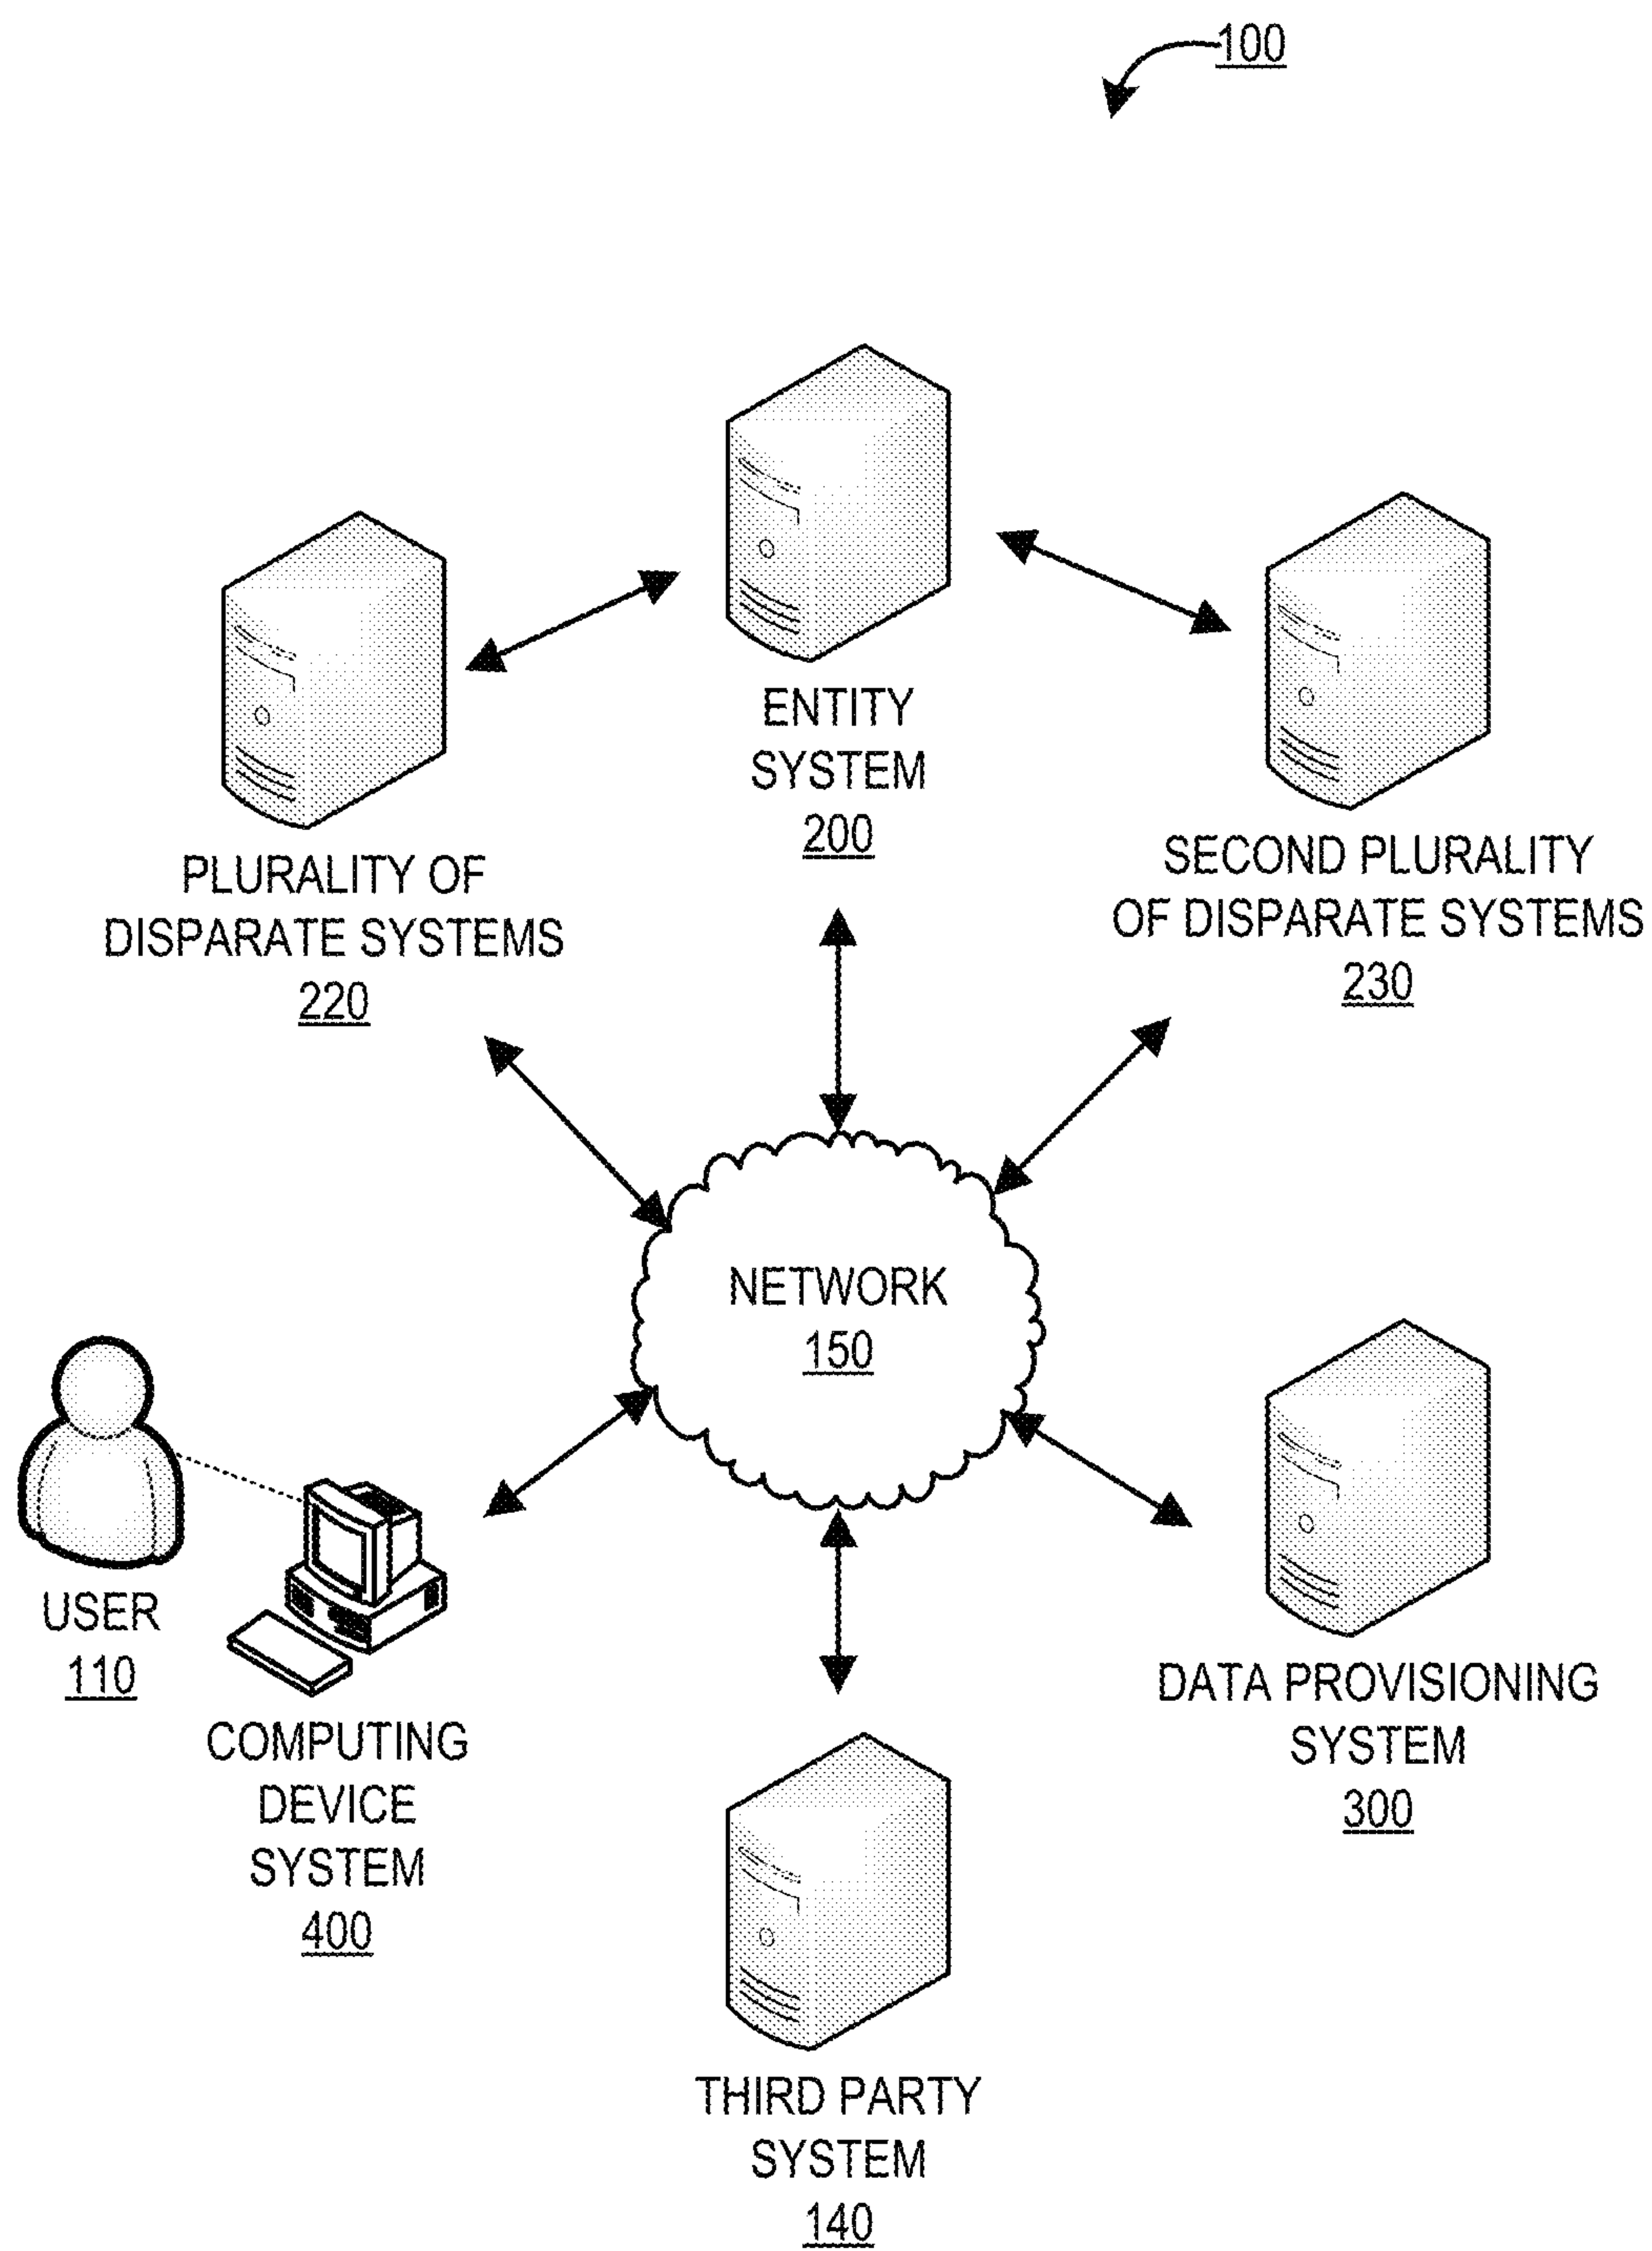 100
ENTITY
SYSTEM
200
PLURALITY OF
DISPARATE SYSTEMS
220
SECOND PLURALITY
OF DISPARATE SYSTEMS
230
NETWORK
150
USER
110
COMPUTING
DEVICE
SYSTEM
400
DATA PROVISIONING
SYSTEM
300
THIRD PARTY
SYSTEM
140